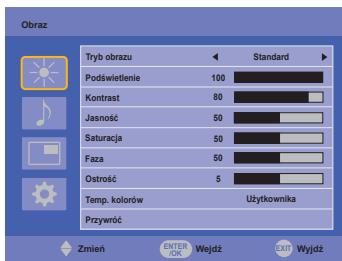 Obraz
Tryb obrazu Standard
Podświetlenie 100
Kontrast 80
Jasność 50
Saturacja 50
Faza 50
Ostrość 5
Temp. kolorów Użytkownika
Przywróć
Zmień ENTER /OK Wejdź EXIT Wyjdź